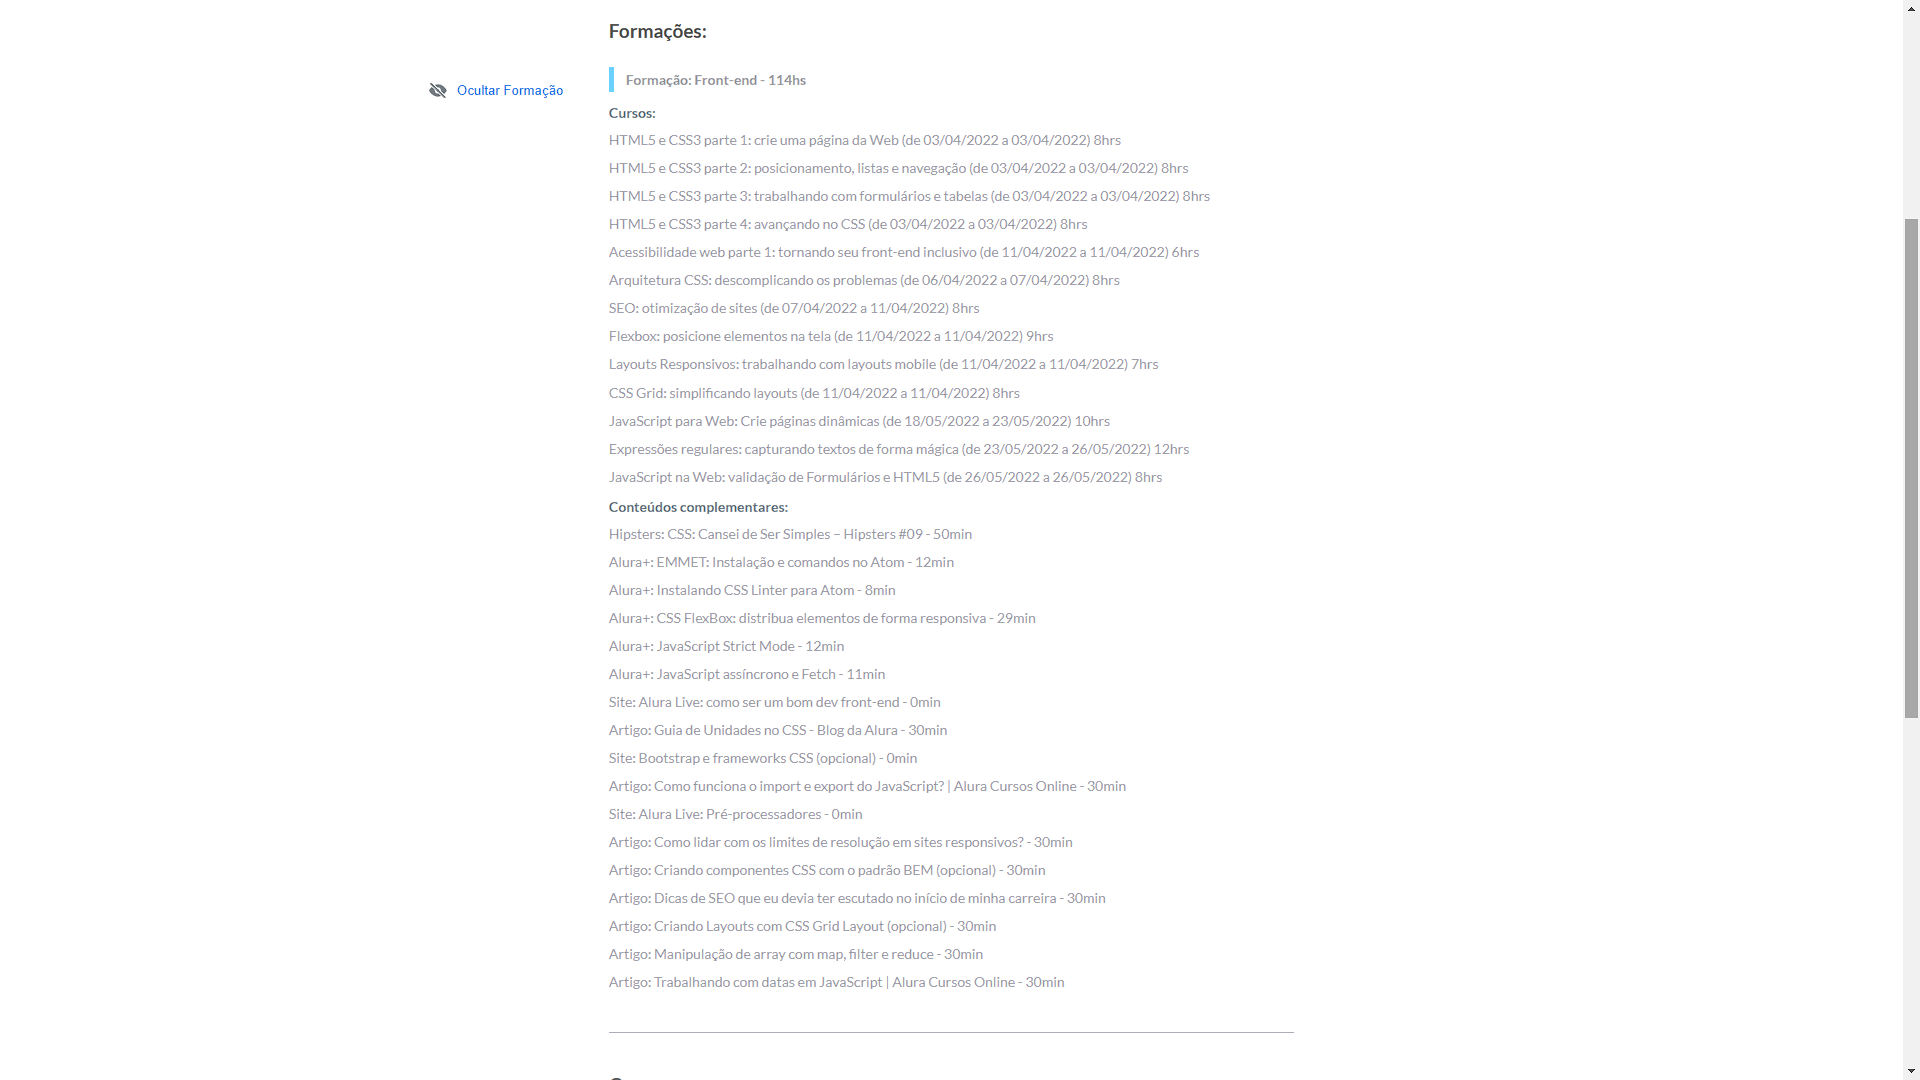 Formações:
Ocultar Formação
Formação: Front-end - 114hs
Cursos:
HTML5 e CSS3 parte 1: crie uma página da Web (de 03/04/2022 a 03/04/2022) 8hrs
HTML5 e CSS3 parte 2: posicionamento, listas e navegação (de 03/04/2022 a 03/04/2022) 8hrs
HTML5 e CSS3 parte 3: trabalhando com formulários e tabelas (de 03/04/2022 a 03/04/2022) 8hrs
HTML5 e CSS3 parte 4: avançando no CSS (de 03/04/2022 a 03/04/2022) 8hrs
Acessibilidade web parte 1: tornando seu front-end inclusivo (de 11/04/2022 a 11/04/2022) 6hrs
Arquitetura CSS: descomplicando os problemas (de 06/04/2022 a 07/04/2022) 8hrs
SEO: otimização de sites (de 07/04/2022 a 11/04/2022) 8hrs
Flexbox: posicione elementos na tela (de 11/04/2022 a 11/04/2022) 9hrs
Layouts Responsivos: trabalhando com layouts mobile (de 11/04/2022 a 11/04/2022) 7hrs
CSS Grid: simplificando layouts (de 11/04/2022 a 11/04/2022) 8hrs
JavaScript para Web: Crie páginas dinâmicas (de 18/05/2022 a 23/05/2022) 10hrs
Expressões regulares: capturando textos de forma mágica (de 23/05/2022 a 26/05/2022) 12hrs
JavaScript na Web: validação de Formulários e HTML5 (de 26/05/2022 a 26/05/2022) 8hrs
Conteúdos complementares:
Hipsters: CSS: Cansei de Ser Simples – Hipsters #09 - 50min
Alura+: EMMET: Instalação e comandos no Atom - 12min
Alura+: Instalando CSS Linter para Atom - 8min
Alura+: CSS FlexBox: distribua elementos de forma responsiva - 29min
Alura+: JavaScript Strict Mode - 12min
Alura+: JavaScript assíncrono e Fetch - 11min
Site: Alura Live: como ser um bom dev front-end - 0min
Artigo: Guia de Unidades no CSS - Blog da Alura - 30min
Site: Bootstrap e frameworks CSS (opcional) - 0min
Artigo: Como funciona o import e export do JavaScript? | Alura Cursos Online - 30min
Site: Alura Live: Pré-processadores - 0min
Artigo: Como lidar com os limites de resolução em sites responsivos? - 30min
Artigo: Criando componentes CSS com o padrão BEM (opcional) - 30min
Artigo: Dicas de SEO que eu devia ter escutado no início de minha carreira - 30min
Artigo: Criando Layouts com CSS Grid Layout (opcional) - 30min
Artigo: Manipulação de array com map, filter e reduce - 30min
Artigo: Trabalhando com datas em JavaScript | Alura Cursos Online - 30min